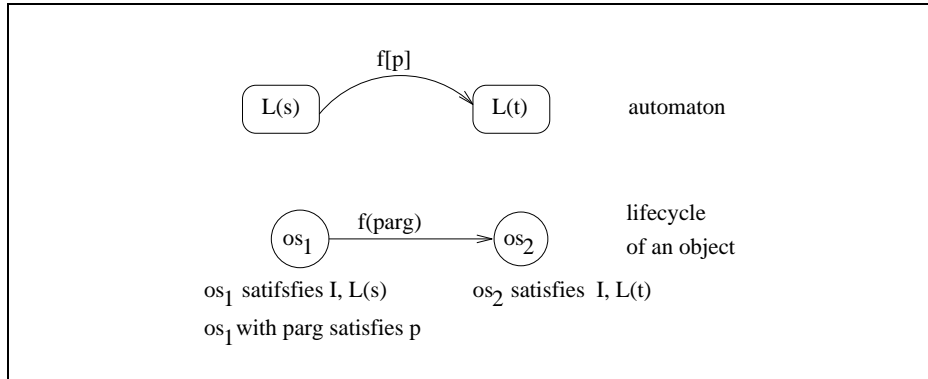 f[p]
L(s)
L(t)
automaton
f(parg)
lifecycle
of an object
os1
os2
os1 satifsfies I, L(s)
os2 satisfies I, L(t)
os1 with parg satisfies p